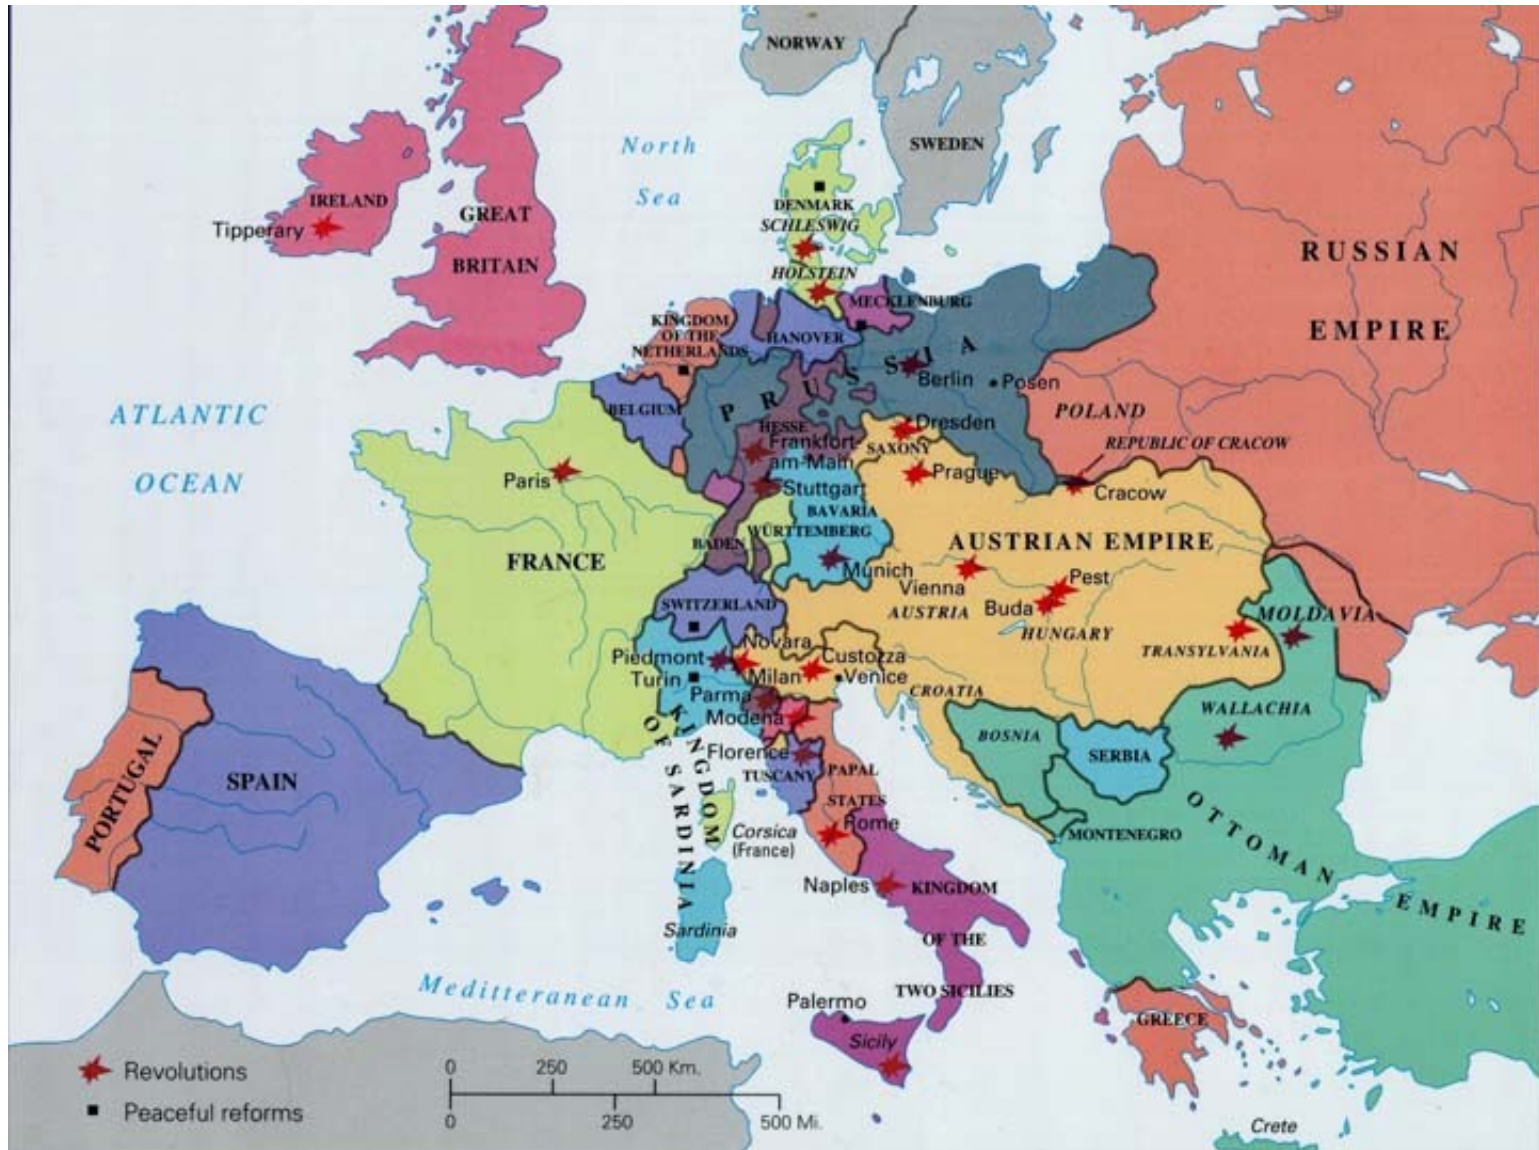 NORWAY
SWEDEN
North
Sea
IRELAND
Tipperary
GREAT
BRITAIN
DENMARK
SCHLESWIG
HOLSTEIN
MECKLENBURG
RUSSIAN
EMPIRE
KINGDOM
OF THE
NETHERLANDS
HANOVER
PRUSSIA
Berlin
Posen
ATLANTIC
OCEAN
BELGIUM
HESSE
Frankfort-
am-Main
Dresden
SAXONY
POLAND
REPUBLIC OF CRACOW
Paris
Stuttgart
Prague
Cracow
BAVARIA
WÜRTTEMBERG
BADEN
FRANCE
AUSTRIAN EMPIRE
Munich
Vienna
Pest
Buda
AUSTRIA
HUNGARY
MOLDAVIA
TRANSYLVANIA
SWITZERLAND
Novara
Piedmont
Custozza
Turin
Milan
Venice
Parma
CROATIA
WALLACHIA
Modena
BOSNIA
SERBIA
Florence
TUSCANY
PAPAL
STATES
PORTUGAL
SPAIN
KINGDOM
OF SARDINIA
Corsica
(France)
Rome
MONTENEGRO
OTTOMAN
EMPIRE
Naples
KINGDOM
OF THE
TWO SICILIES
Sardinia
Meditteranean Sea
Palermo
Sicily
GREECE
Crete
Revolutions
Peaceful reforms
0 250 500 Km.
0 250 500 Mi.